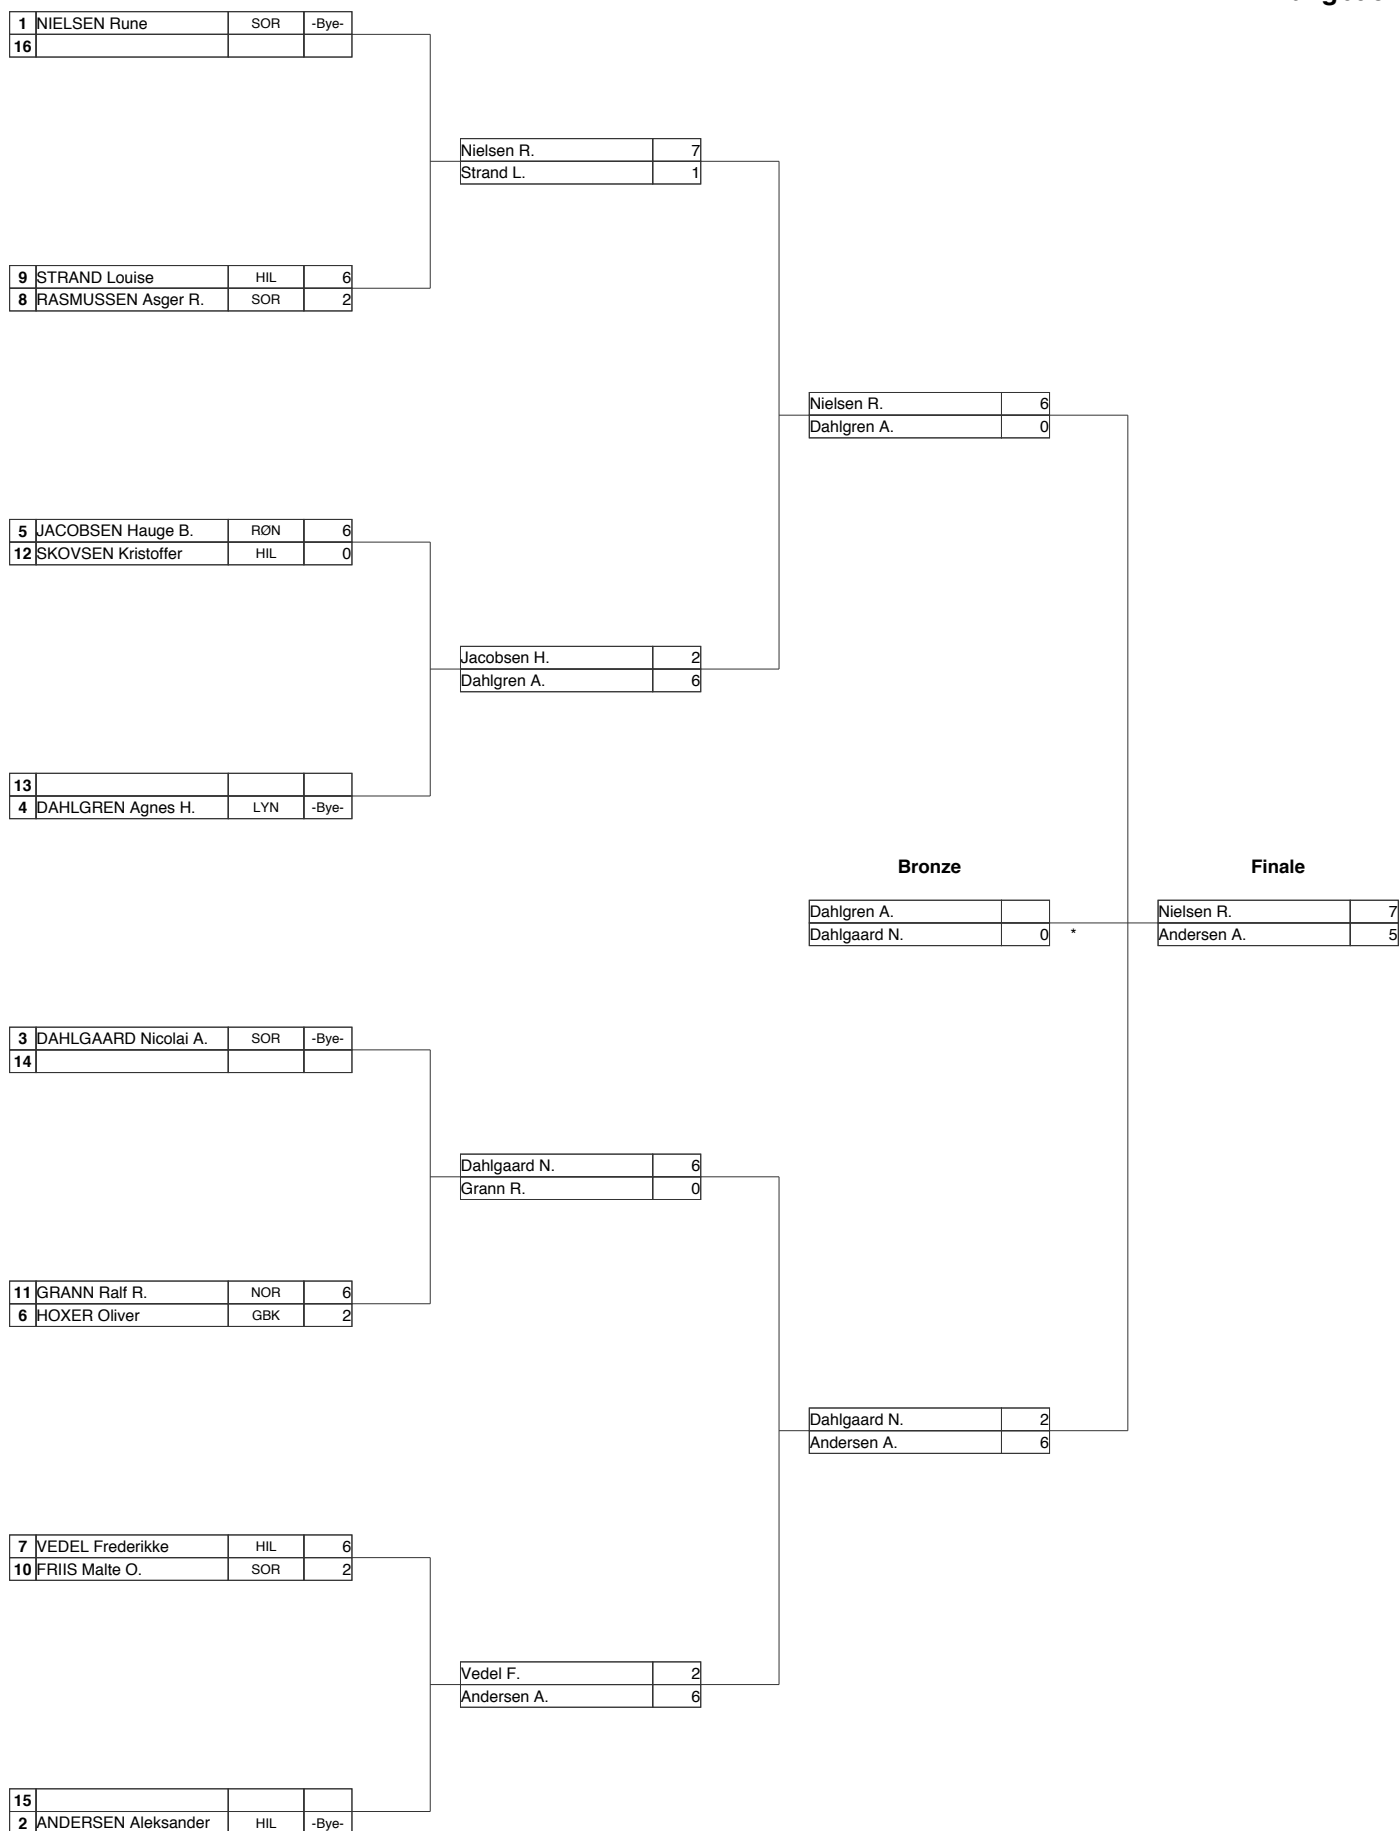 1 NIELSEN Rune SOR -Bye-
16
Nielsen R. 7
Strand L. 1
9 STRAND Louise HIL 6
8 RASMUSSEN Asger R. SOR 2
Nielsen R. 6
Dahlgren A. 0
5 JACOBSEN Hauge B. RØN 6
12 SKOVSEN Kristoffer HIL 0
Jacobsen H. 2
Dahlgren A. 6
13
4 DAHLGREN Agnes H. LYN -Bye-
Bronze Finale
Dahlgren A. Nielsen R. 7
Dahlgaard N. 0 * Andersen A. 5
3 DAHLGAARD Nicolai A. SOR -Bye-
14
Dahlgaard N. 6
Grann R. 0
11 GRANN Ralf R. NOR 6
6 HOXER Oliver GBK 2
Dahlgaard N. 2
Andersen A. 6
7 VEDEL Frederikke HIL 6
10 FRIIS Malte O. SOR 2
Vedel F. 2
Andersen A. 6
15
2 ANDERSEN Aleksander HIL -Bye-